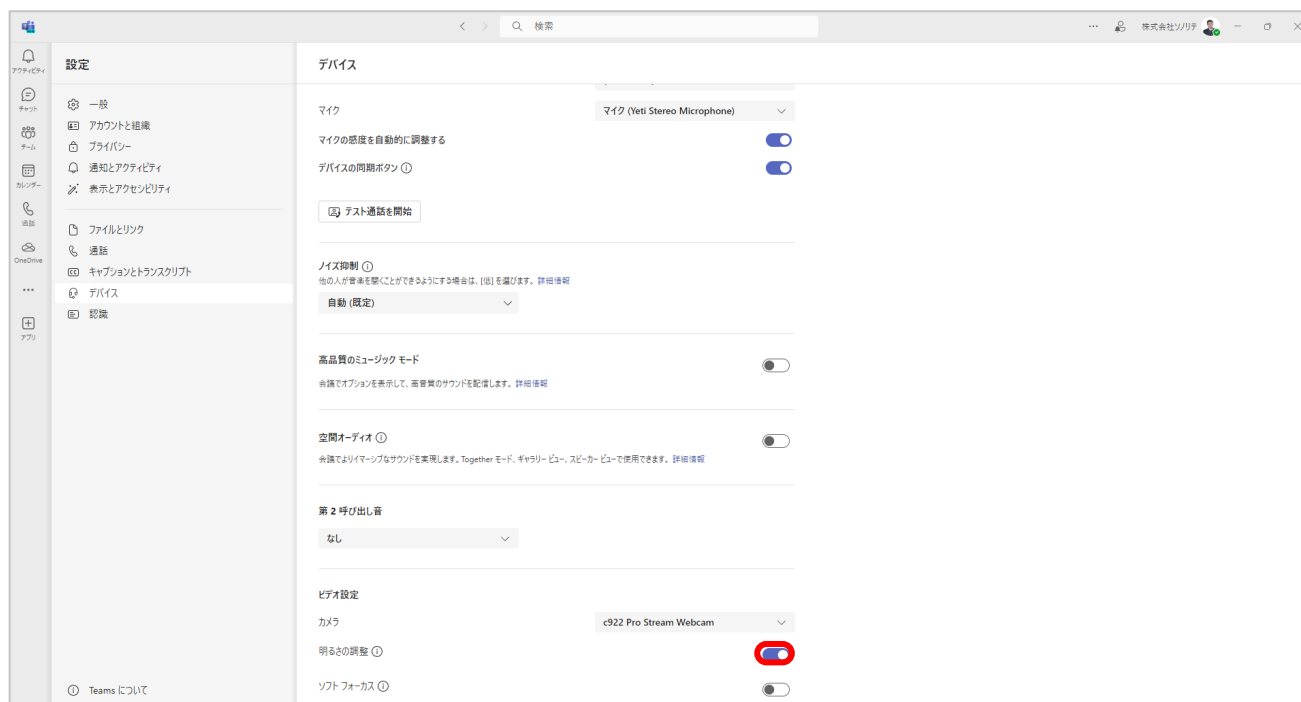 検索
株式会社ソノリテ
アクティビティ
チャット
チーム
カレンダー
通話
OneDrive
アプリ
設定
一般
アカウントと組織
プライバシー
通知とアクティビティ
表示とアクセシビリティ
ファイルとリンク
通話
キャプションとトランスクリプト
デバイス
認識
Teams について
デバイス
マイク
マイク (Yeti Stereo Microphone)
マイクの感度を自動的に調整する
デバイスの同期ボタン
テスト通話を開始
ノイズ抑制
他の人が音楽を聞くことができるようにする場合は、[低] を選びます。 詳細情報
自動 (既定)
高品質のミュージック モード
会議でオプションを表示して、高音質のサウンドを配信します。 詳細情報
空間オーディオ
会議でよりイマーシブなサウンドを実現します。Together モード、ギャラリー ビュー、スピーカー ビューで使用できます。 詳細情報
第 2 呼び出し音
なし
ビデオ設定
カメラ
c922 Pro Stream Webcam
明るさの調整
ソフト フォーカス